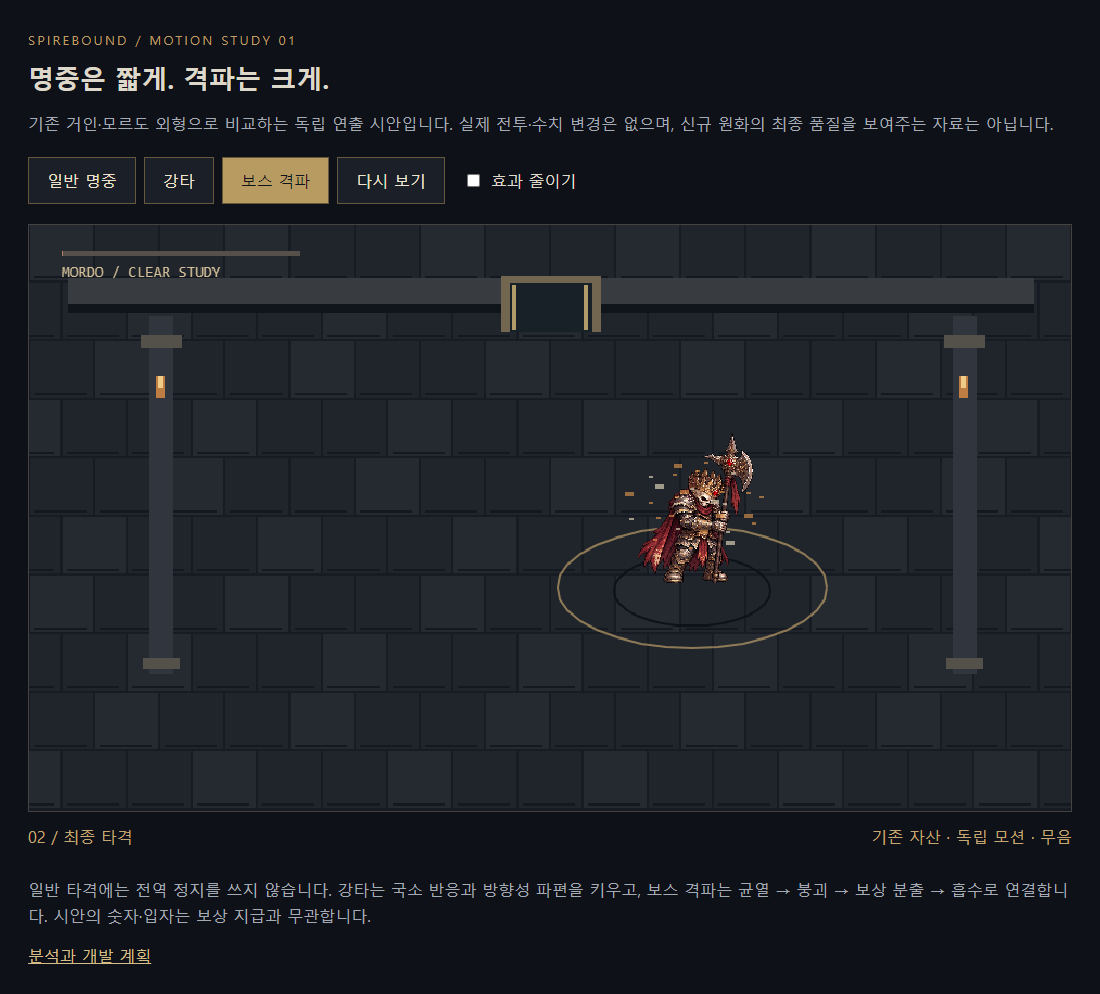 SPIREBOUND / MOTION STUDY 01
명중은 짧게. 격파는 크게.
기존 거인·모르도 외형으로 비교하는 독립 연출 시안입니다. 실제 전투·수치 변경은 없으며, 신규 원화의 최종 품질을 보여주는 자료는 아닙니다.
일반 명중 강타 보스 격파 다시 보기 효과 줄이기
MORDO / CLEAR STUDY
02 / 최종 타격 기존 자산 · 독립 모션 · 무음
일반 타격에는 전역 정지를 쓰지 않습니다. 강타는 국소 반응과 방향성 파편을 키우고, 보스 격파는 균열 → 붕괴 → 보상 분출 → 흡수로 연결합니
다. 시안의 숫자·입자는 보상 지급과 무관합니다.
분석과 개발 계획